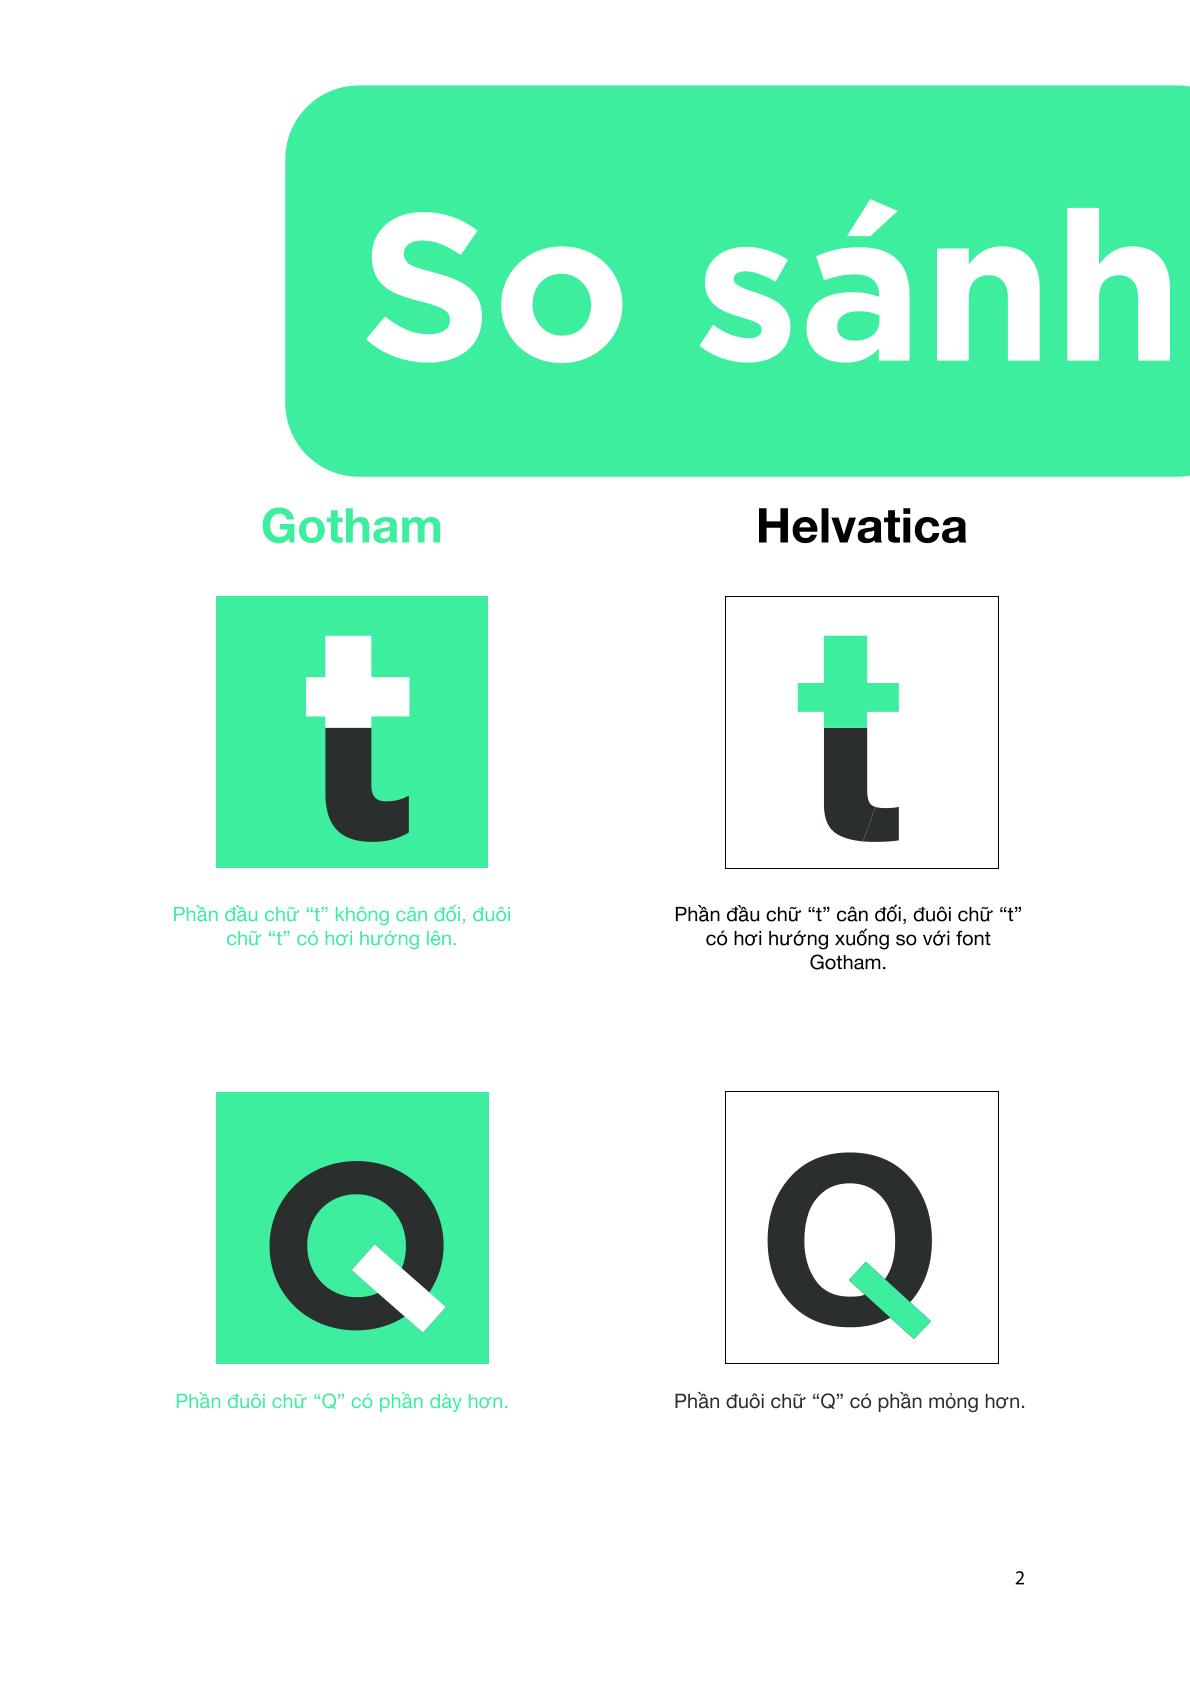 So sánh
Gotham
Helvatica
t
t
Phần đầu chữ “t” không cân đối, đuôi
chữ “t” có hơi hướng lên.
Phần đầu chữ “t” cân đối, đuôi chữ “t”
có hơi hướng xuống so với font
Gotham.
Q
Q
Phần đuôi chữ “Q” có phần dày hơn.
Phần đuôi chữ “Q” có phần mỏng hơn.
2